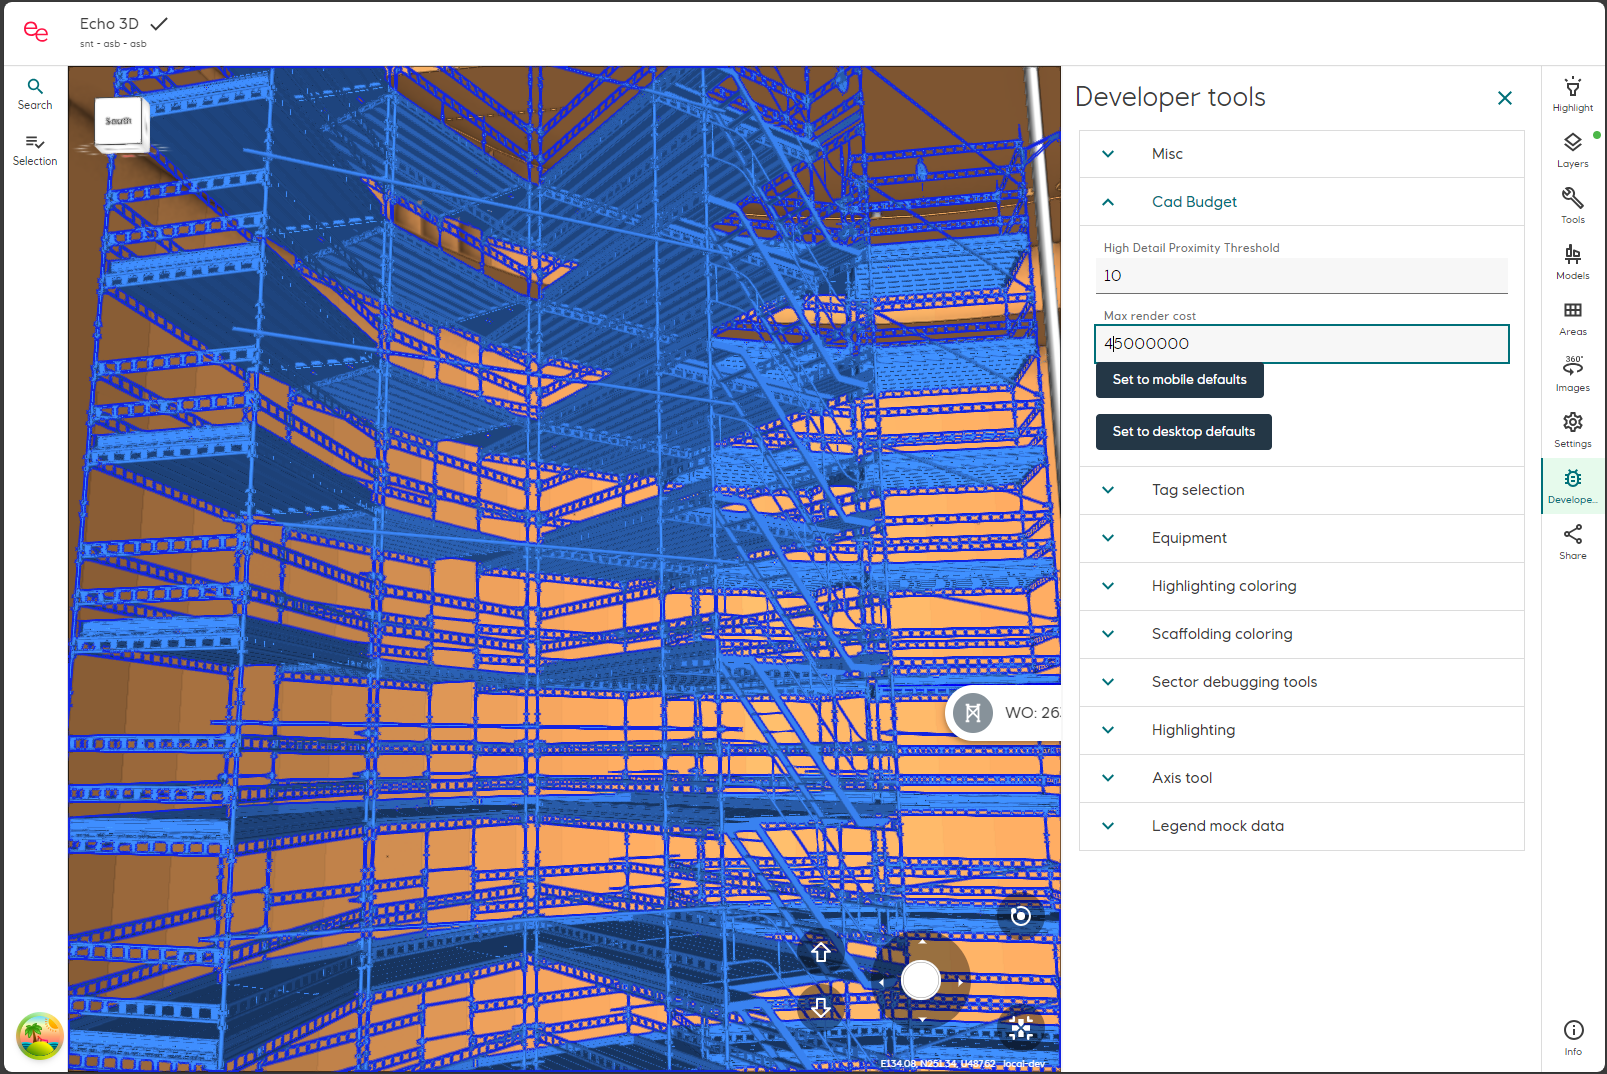 Echo 3D
snt - asb - asb
Search
Selection
South
WO: 26
E134.08, N251.34, U487.62 local-dev
Developer tools
Misc
Cad Budget
High Detail Proximity Threshold
10
Max render cost
45000000
Set to mobile defaults
Set to desktop defaults
Tag selection
Equipment
Highlighting coloring
Scaffolding coloring
Sector debugging tools
Highlighting
Axis tool
Legend mock data
Highlight
Layers
Tools
Models
Areas
360°
Images
Settings
Develope...
Share
Info